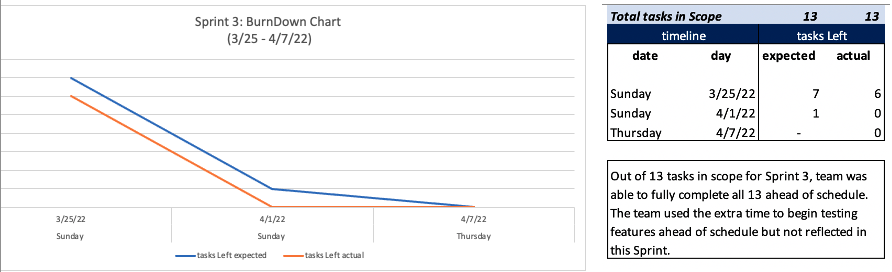 Sprint 3: BurnDown Chart
(3/25 - 4/7/22)
3/25/22 4/1/22 4/7/22
Sunday Sunday Thursday
tasks Left expected tasks Left actual
Total tasks in Scope 13 13
timeline tasks Left
date day expected actual
Sunday 3/25/22 7 6
Sunday 4/1/22 1 0
Thursday 4/7/22 - 0
Out of 13 tasks in scope for Sprint 3, team was
able to fully complete all 13 ahead of schedule.
The team used the extra time to begin testing
features ahead of schedule but not reflected in
this Sprint.